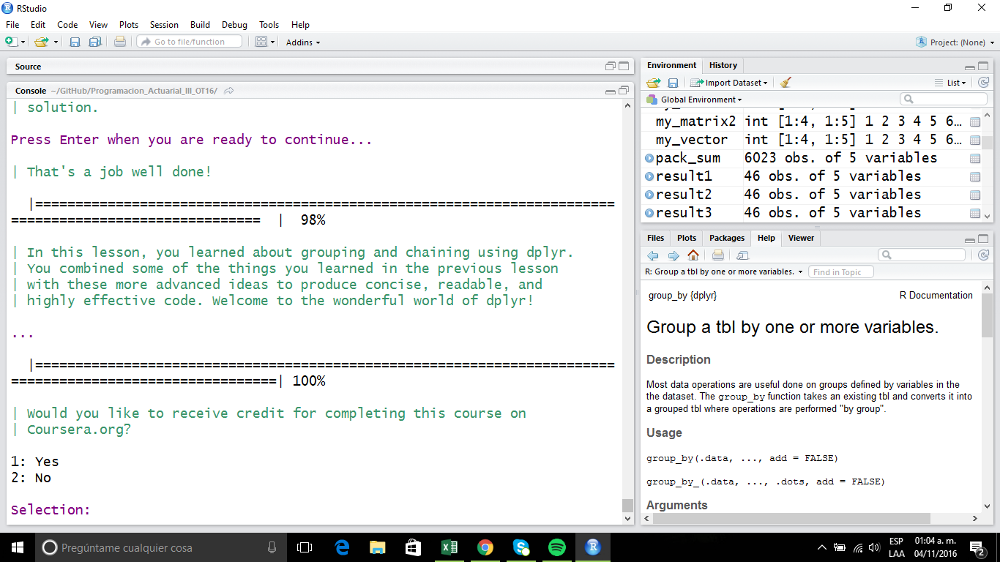 RStudio
File Edit Code View Plots Session Build Debug Tools Help
Go to file/function Addins Project: (None)
Source
Console ~/GitHub/Programacion_Actuarial_III_OT16/
| solution.
Press Enter when you are ready to continue...
| That's a job well done!
|========================================================================
=============================== | 98%
| In this lesson, you learned about grouping and chaining using dplyr.
| You combined some of the things you learned in the previous lesson
| with these more advanced ideas to produce concise, readable, and
| highly effective code. Welcome to the wonderful world of dplyr!
...
|========================================================================
=================================| 100%
| Would you like to receive credit for completing this course on
| Coursera.org?
1: Yes
2: No
Selection:
Environment History
Import Dataset List
Global Environment
my_matrix2 int [1:4, 1:5] 1 2 3 4 5 6…
my_vector int [1:4, 1:5] 1 2 3 4 5 6…
pack_sum 6023 obs. of 5 variables
result1 46 obs. of 5 variables
result2 46 obs. of 5 variables
result3 46 obs. of 5 variables
Files Plots Packages Help Viewer
R: Group a tbl by one or more variables. Find in Topic
group_by {dplyr} R Documentation
Group a tbl by one or more variables.
Description
Most data operations are useful done on groups defined by variables in the
the dataset. The group_by function takes an existing tbl and converts it into
a grouped tbl where operations are performed "by group".
Usage
group_by(.data, ..., add = FALSE)
group_by_(.data, ..., .dots, add = FALSE)
Arguments
Pregúntame cualquier cosa
ESP 01:04 a. m.
LAA 04/11/2016 2